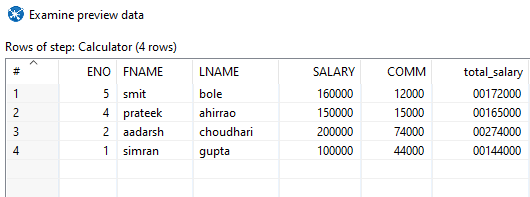 Examine preview data
Rows of step: Calculator (4 rows)
# ENO FNAME LNAME SALARY COMM total_salary
1 5 smit bole 160000 12000 00172000
2 4 prateek ahirrao 150000 15000 00165000
3 2 aadarsh choudhari 200000 74000 00274000
4 1 simran gupta 100000 44000 00144000